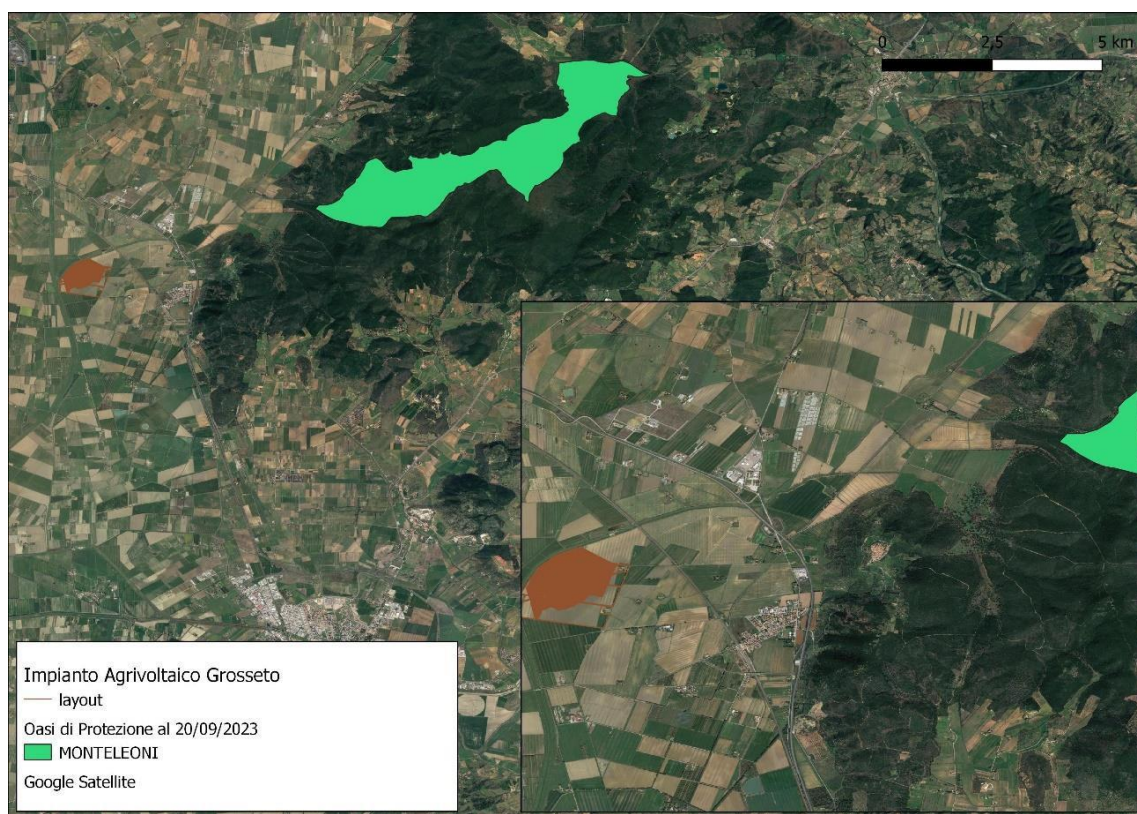 0 2,5 5 km
Impianto Agrivoltaico Grosseto
layout
Oasi di Protezione al 20/09/2023
MONTELEONI
Google Satellite